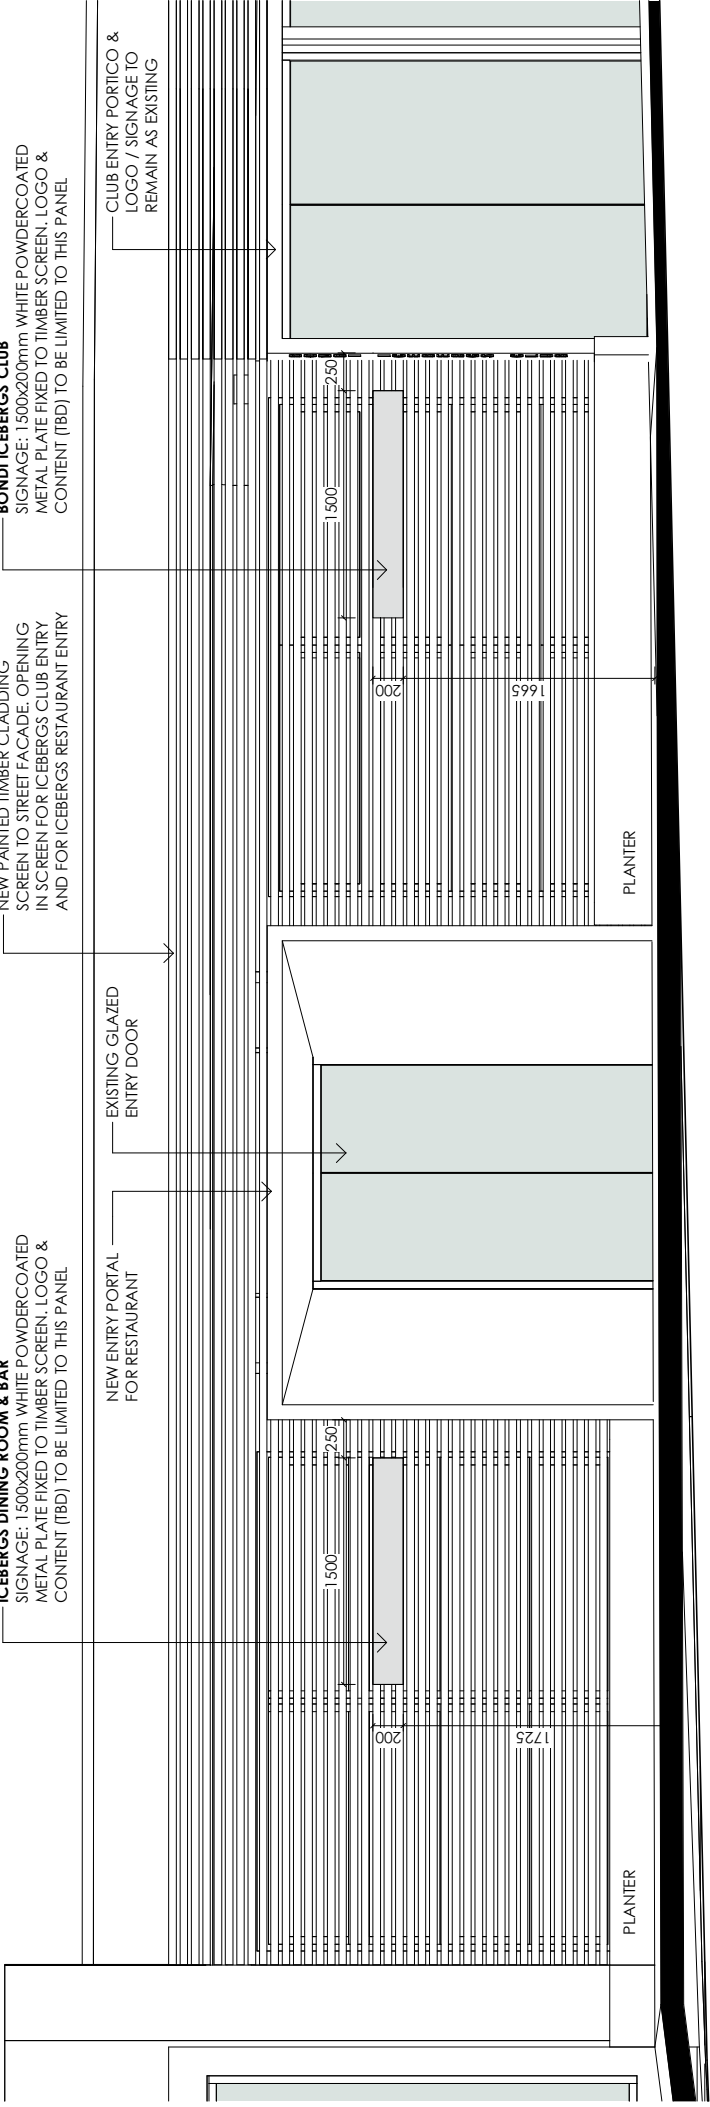 ICEBERGS DINING ROOM & BAR
SIGNAGE: 1500x200mm WHITE POWDERCOATED
METAL PLATE FIXED TO TIMBER SCREEN. LOGO &
CONTENT (TBD) TO BE LIMITED TO THIS PANEL
NEW ENTRY PORTAL
FOR RESTAURANT
EXISTING GLAZED
ENTRY DOOR
NEW PAINTED TIMBER CLADDING
SCREEN TO STREET FACADE. OPENING
IN SCREEN FOR ICEBERGS CLUB ENTRY
AND FOR ICEBERGS RESTAURANT ENTRY
BONDI ICEBERGS CLUB
SIGNAGE: 1500x200mm WHITE POWDERCOATED
METAL PLATE FIXED TO TIMBER SCREEN. LOGO &
CONTENT (TBD) TO BE LIMITED TO THIS PANEL
CLUB ENTRY PORTICO &
LOGO / SIGNAGE TO
REMAIN AS EXISTING
1500
250
200
1725
PLANTER
1500
250
200
1665
PLANTER